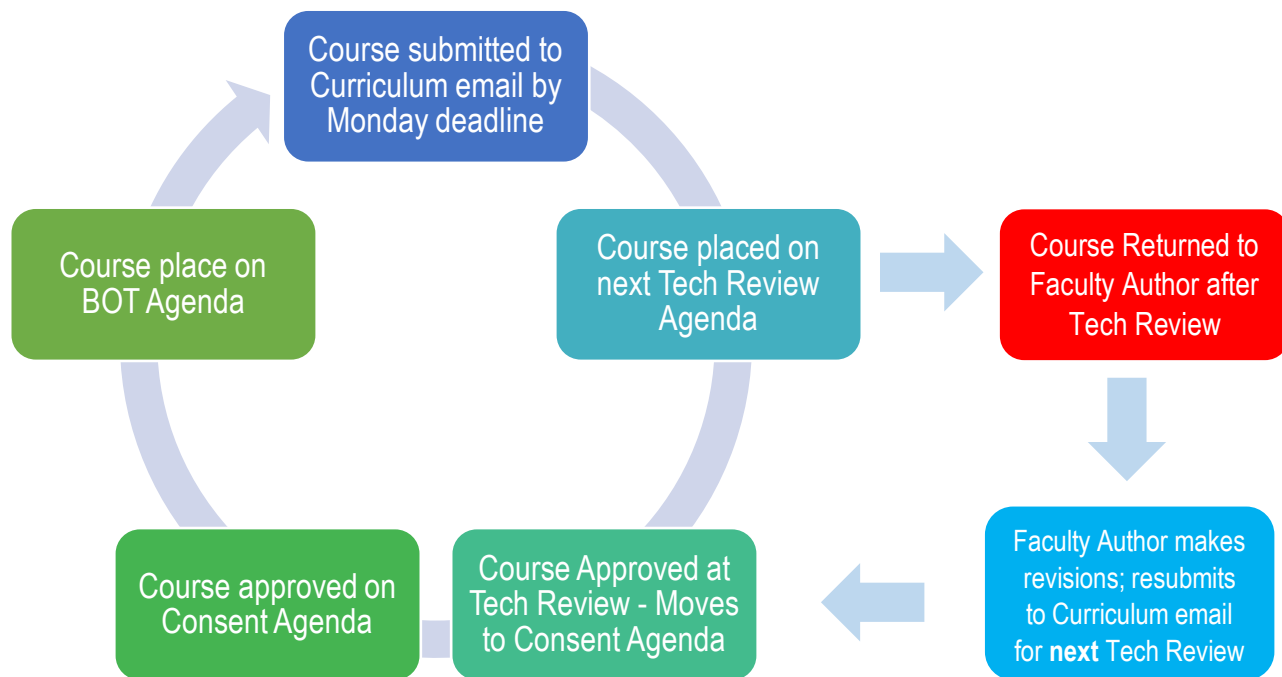 Course submitted to
Curriculum email by
Monday deadline
Course placed on
next Tech Review
Agenda
Course Returned to
Faculty Author after
Tech Review
Faculty Author makes
revisions; resubmits
to Curriculum email
for next Tech Review
Course Approved at
Tech Review - Moves
to Consent Agenda
Course approved on
Consent Agenda
Course place on
BOT Agenda